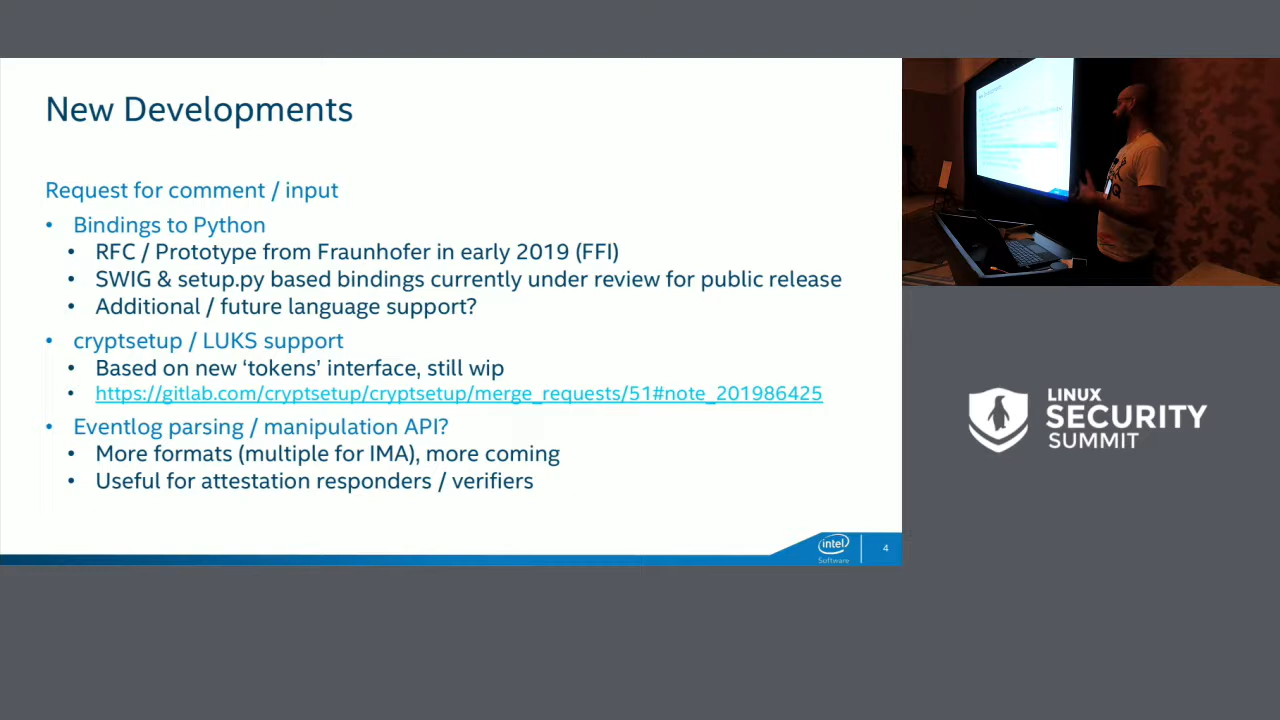 New Developments
Request for comment / input
• Bindings to Python
• RFC / Prototype from Fraunhofer in early 2019 (FFI)
• SWIG & setup.py based bindings currently under review for public release
• Additional / future language support?
• cryptsetup / LUKS support
• Based on new ‘tokens’ interface, still wip
• https://gitlab.com/cryptsetup/cryptsetup/merge_requests/51#note_201986425
• Eventlog parsing / manipulation API?
• More formats (multiple for IMA), more coming
• Useful for attestation responders / verifiers
intel
Software
4
LINUX
SECURITY
SUMMIT